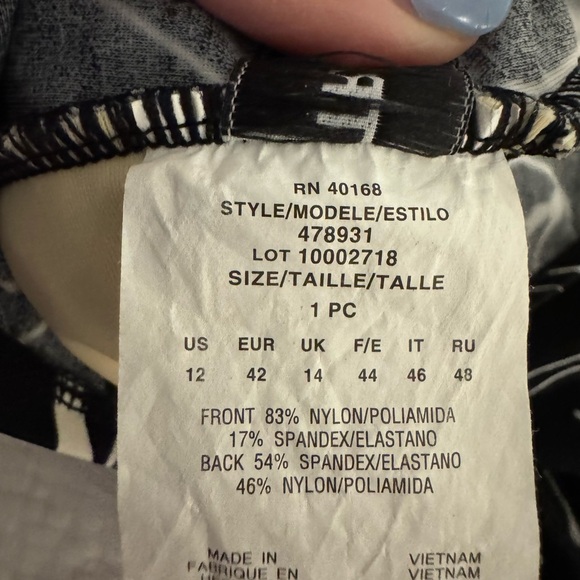 RN 40168
STYLE/MODELE/ESTILO
478931
LOT 10002718
SIZE/TAILLE/TALLE
1 PC
US EUR UK F/E IT RU
12 42 14 44 46 48
FRONT 83% NYLON/POLIAMIDA
17% SPANDEX/ELASTANO
BACK 54% SPANDEX/ELASTANO
46% NYLON/POLIAMIDA
MADE IN VIETNAM
FABRIQUE EN VIETNAM